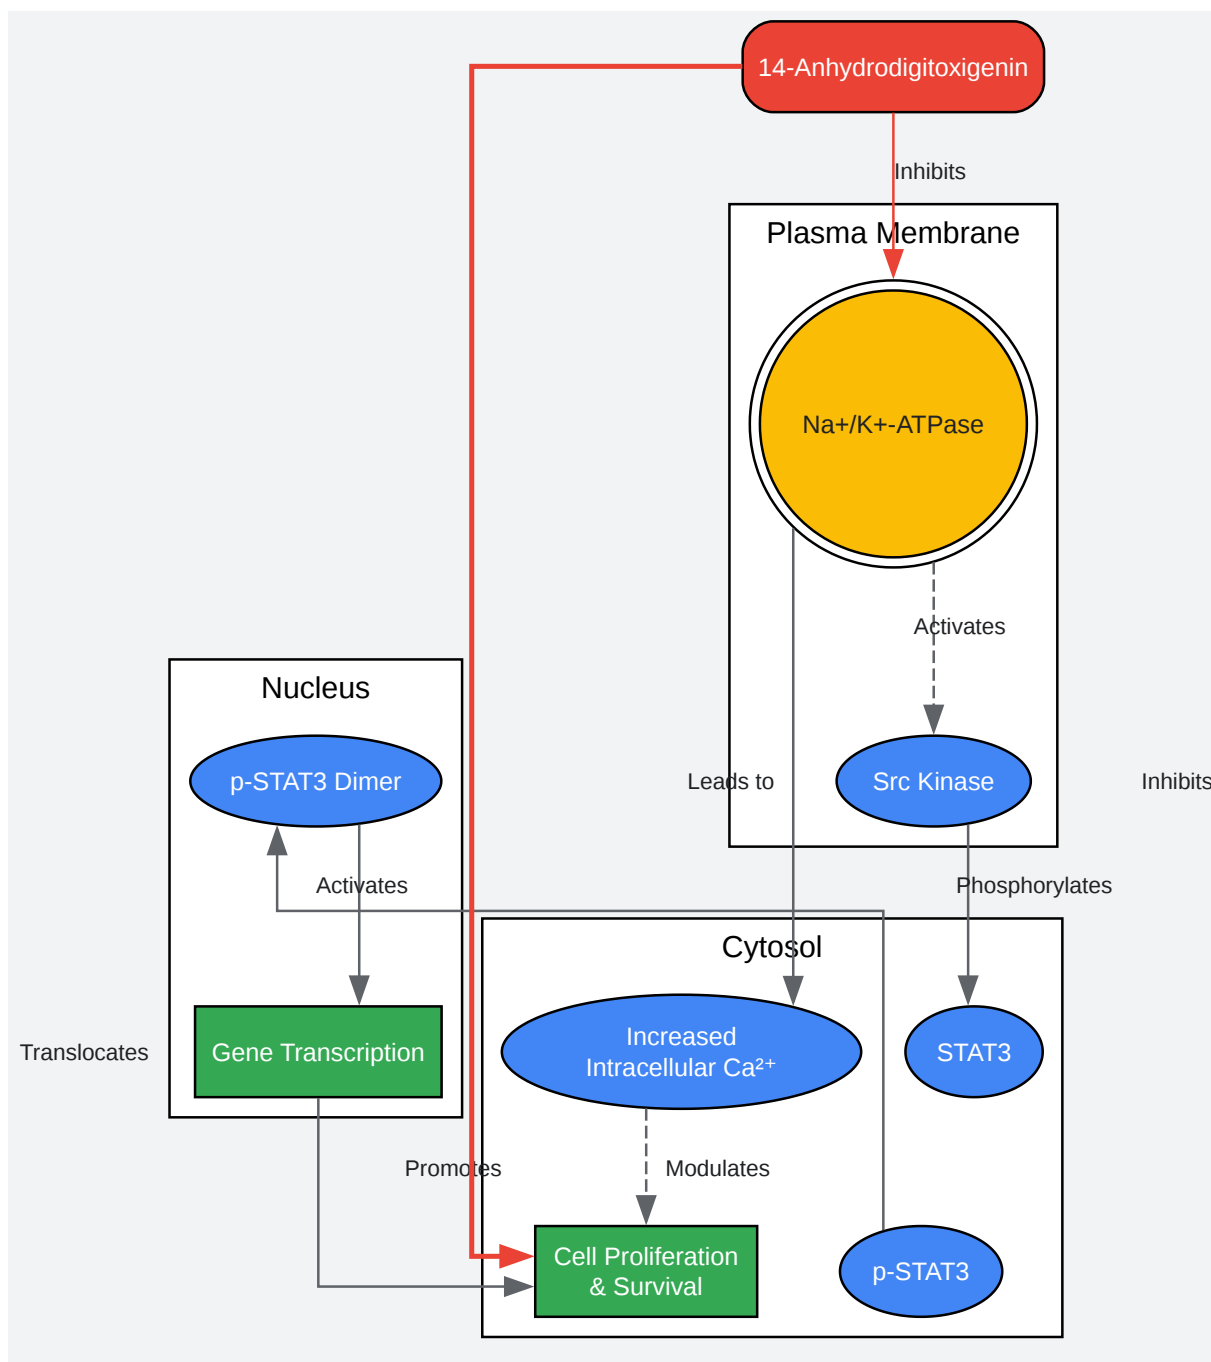 14-Anhydrodigitoxigenin
Inhibits
Plasma Membrane
Na+/K+-ATPase
Activates
Nucleus
p-STAT3 Dimer
Leads to
Src Kinase
Inhibits
Activates
Phosphorylates
Cytosol
Increased
Intracellular Ca²⁺
STAT3
Translocates
Gene Transcription
Promotes
Modulates
Cell Proliferation
& Survival
p-STAT3